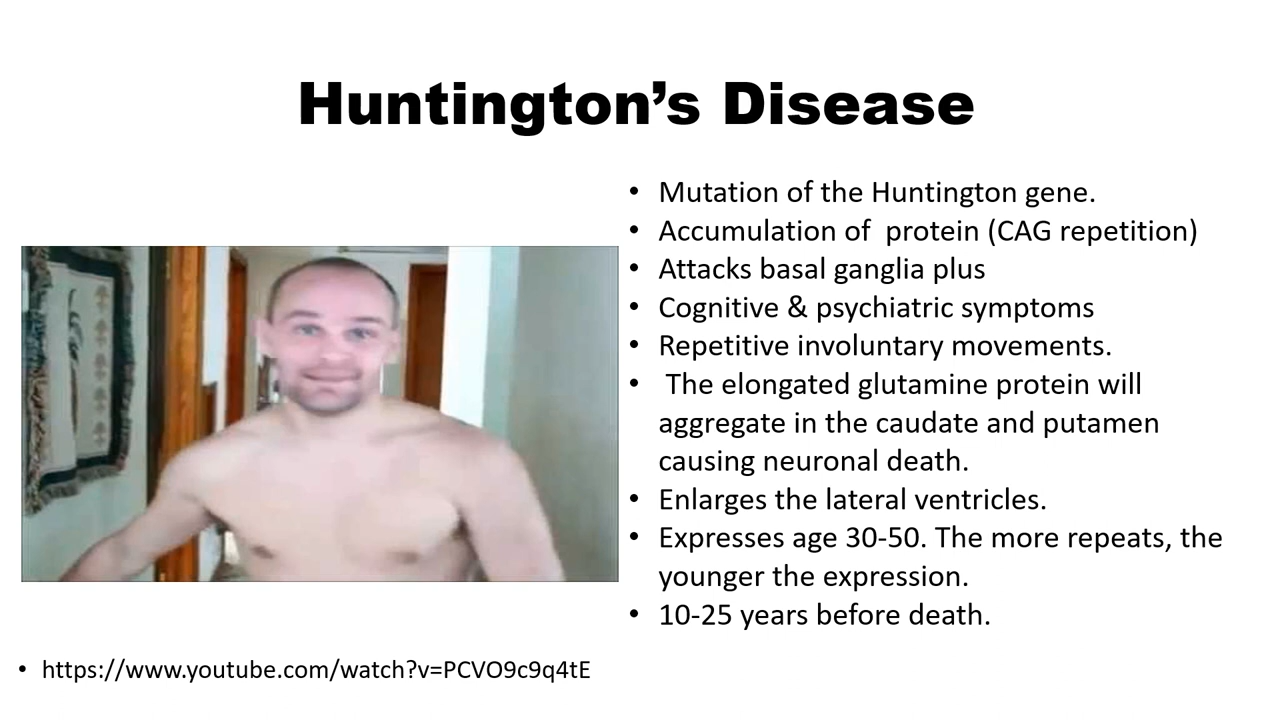 Huntington’s Disease
• Mutation of the Huntington gene.
• Accumulation of  protein (CAG repetition)
• Attacks basal ganglia plus
• Cognitive & psychiatric symptoms
• Repetitive involuntary movements.
•  The elongated glutamine protein will
aggregate in the caudate and putamen
causing neuronal death.
• Enlarges the lateral ventricles.
• Expresses age 30-50. The more repeats, the
younger the expression.
• 10-25 years before death.
• https://www.youtube.com/watch?v=PCVO9c9q4tE